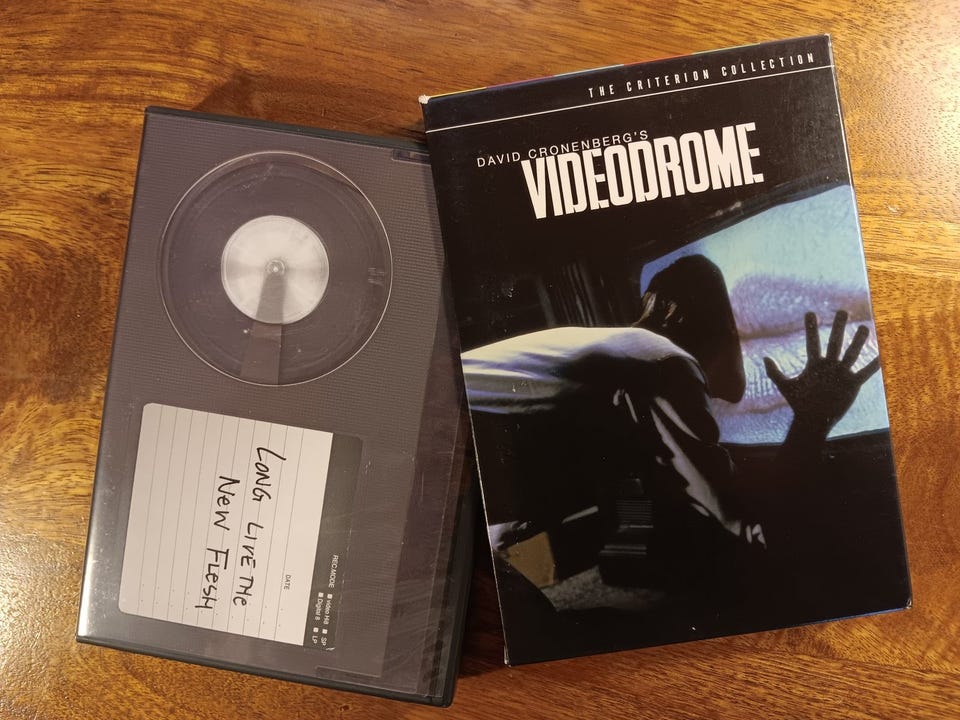 THE CRITERION COLLECTION
DAVID CRONENBERG'S
VIDEODROME
LONG LIVE THE
NEW FLESH
DATE
REC MODE ■ Video Hi8 ■ SP
■ Digital 8 ■ LP